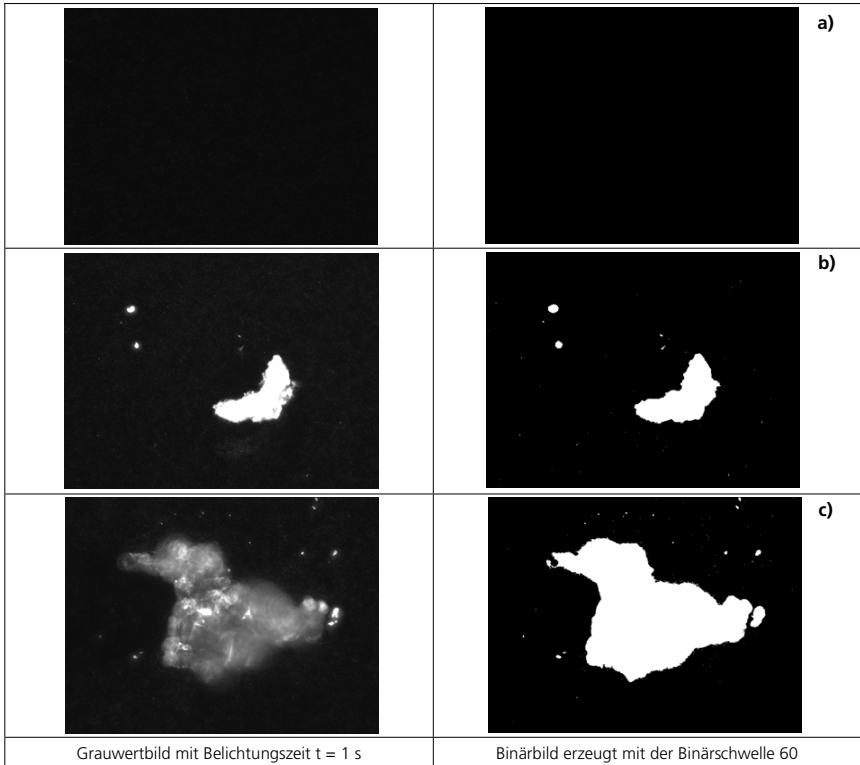 a)
b)
c)
Grauwertbild mit Belichtungszeit t = 1 s
Binärbild erzeugt mit der Binärschwelle 60